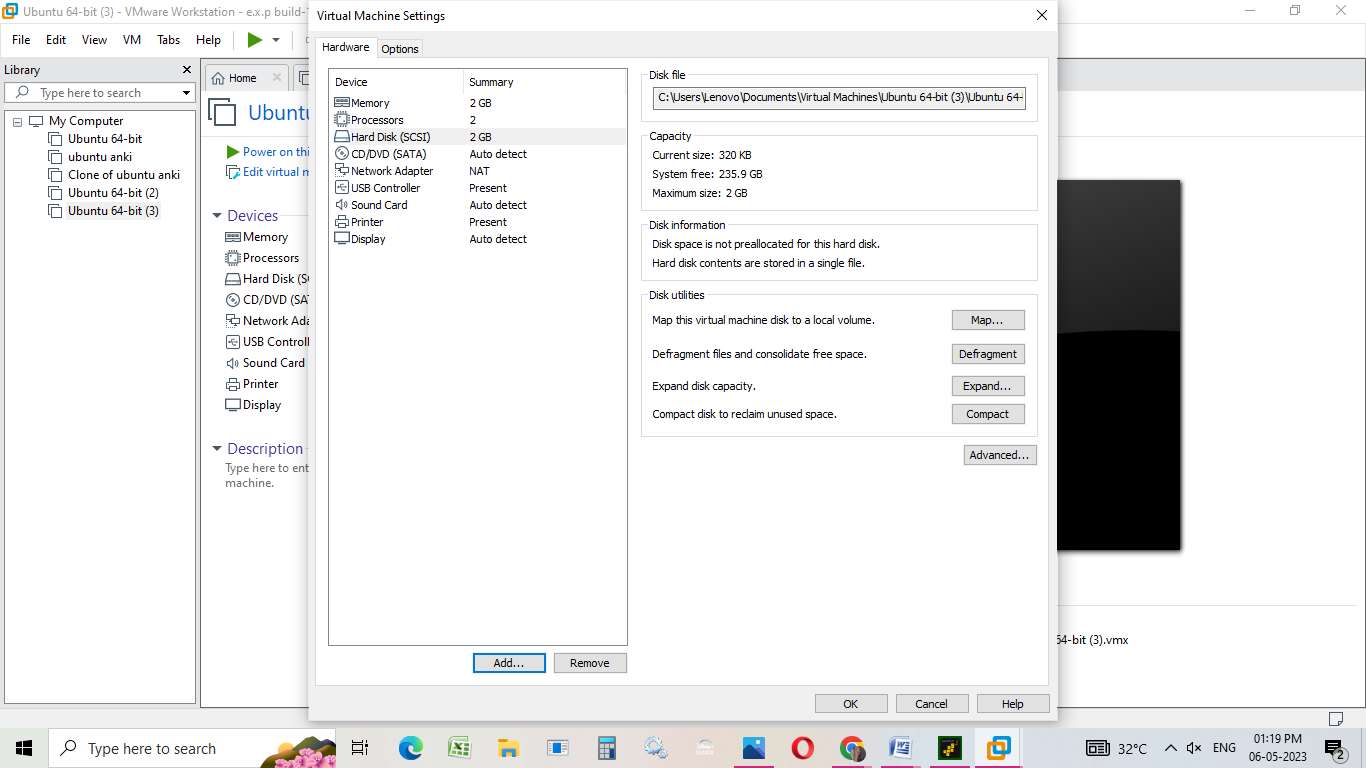 Ubuntu 64-bit (3) - VMware Workstation - e.x.p build-
File Edit View VM Tabs Help
Library
Type here to search
My Computer
Ubuntu 64-bit
ubuntu anki
Clone of ubuntu anki
Ubuntu 64-bit (2)
Ubuntu 64-bit (3)
Home
Ubuntu
Power on thi
Edit virtual m
Devices
Memory
Processors
Hard Disk (S
CD/DVD (SAT
Network Ada
USB Controll
Sound Card
Printer
Display
Description
Type here to ent
machine.
Virtual Machine Settings
Hardware Options
Device Summary
Memory 2 GB
Processors 2
Hard Disk (SCSI) 2 GB
CD/DVD (SATA) Auto detect
Network Adapter NAT
USB Controller Present
Sound Card Auto detect
Printer Present
Display Auto detect
Add... Remove
Disk file
C:\Users\Lenovo\Documents\Virtual Machines\Ubuntu 64-bit (3)\Ubuntu 64-
Capacity
Current size: 320 KB
System free: 235.9 GB
Maximum size: 2 GB
Disk information
Disk space is not preallocated for this hard disk.
Hard disk contents are stored in a single file.
Disk utilities
Map this virtual machine disk to a local volume. Map...
Defragment files and consolidate free space. Defragment
Expand disk capacity. Expand...
Compact disk to reclaim unused space. Compact
Advanced...
OK Cancel Help
64-bit (3).vmx
Type here to search
32°C ENG 01:19 PM
06-05-2023
2